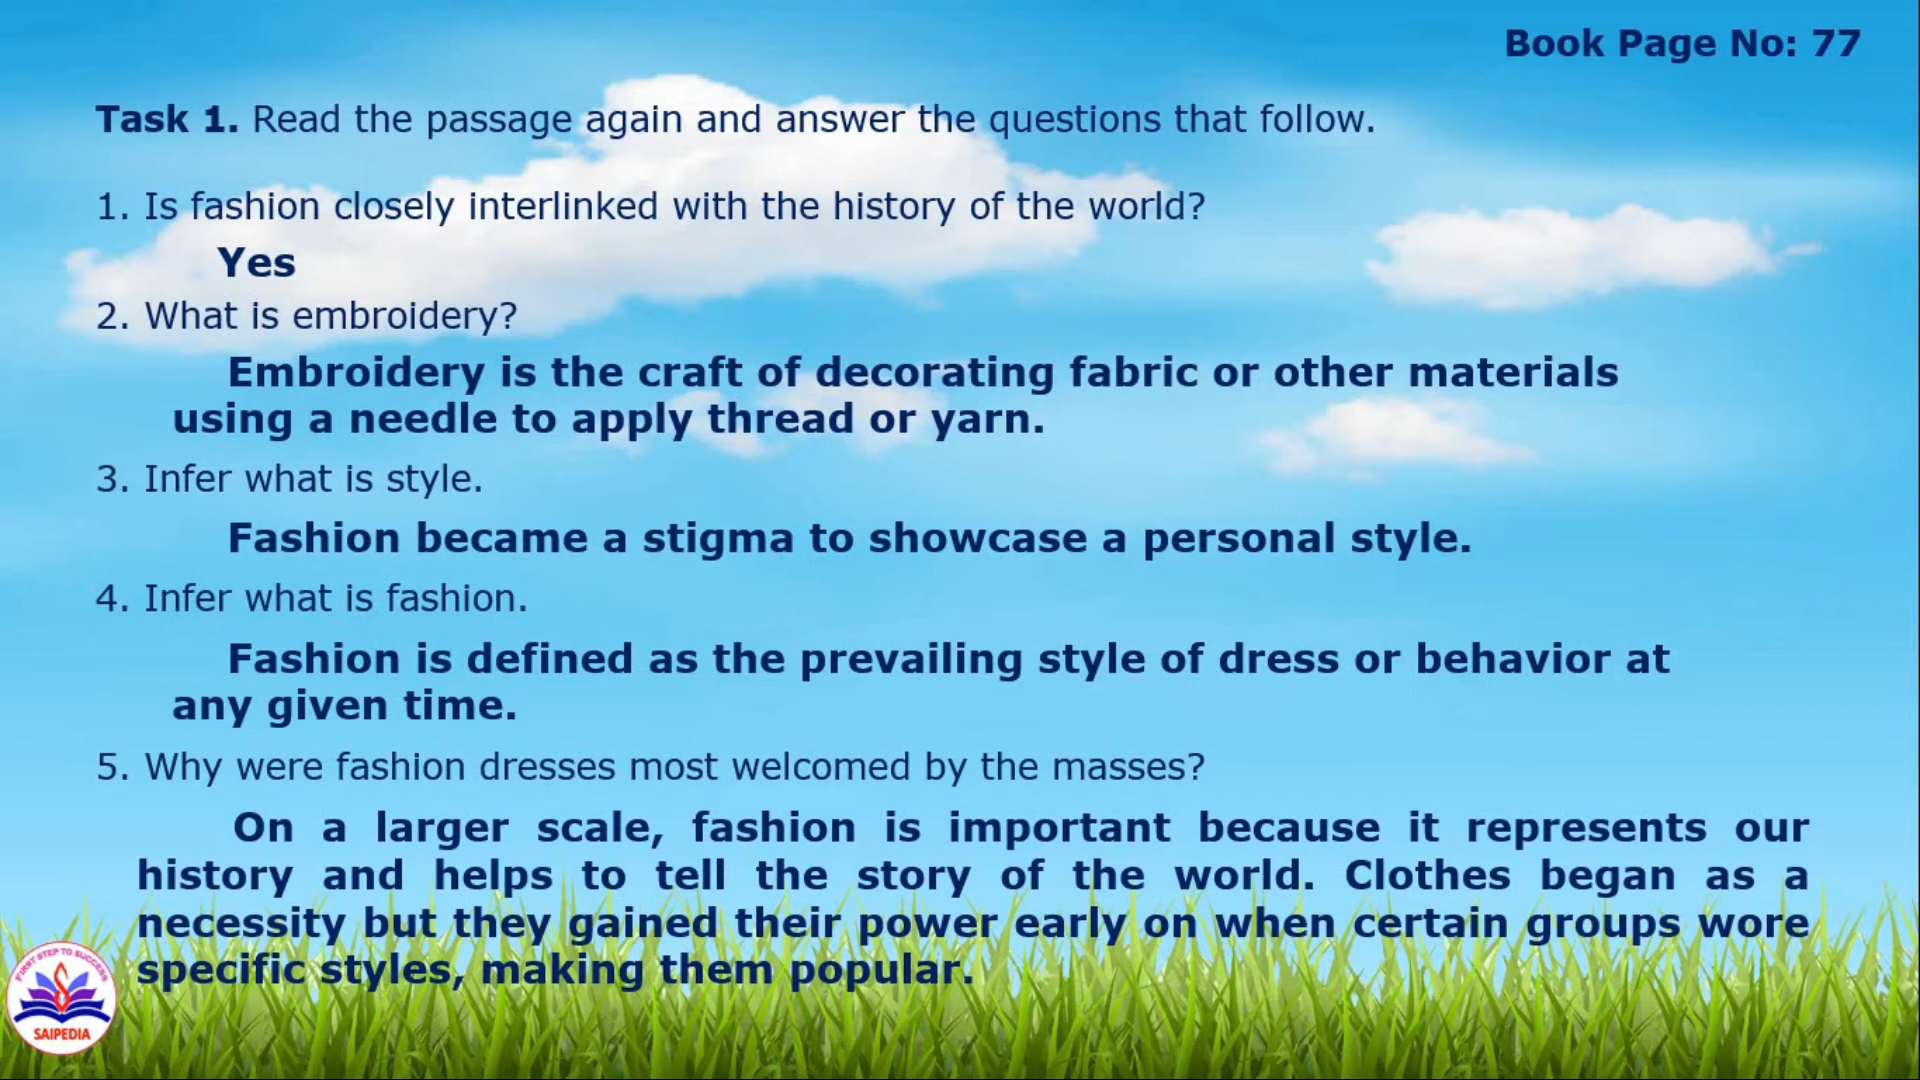 Book Page No: 77
Task 1. Read the passage again and answer the questions that follow.
1. Is fashion closely interlinked with the history of the world?
Yes
2. What is embroidery?
Embroidery is the craft of decorating fabric or other materials
using a needle to apply thread or yarn.
3. Infer what is style.
Fashion became a stigma to showcase a personal style.
4. Infer what is fashion.
Fashion is defined as the prevailing style of dress or behavior at
any given time.
5. Why were fashion dresses most welcomed by the masses?
On a larger scale, fashion is important because it represents our
history and helps to tell the story of the world. Clothes began as a
necessity but they gained their power early on when certain groups wore
specific styles, making them popular.
FIRST STEP TO SUCCESS
SAIPEDIA